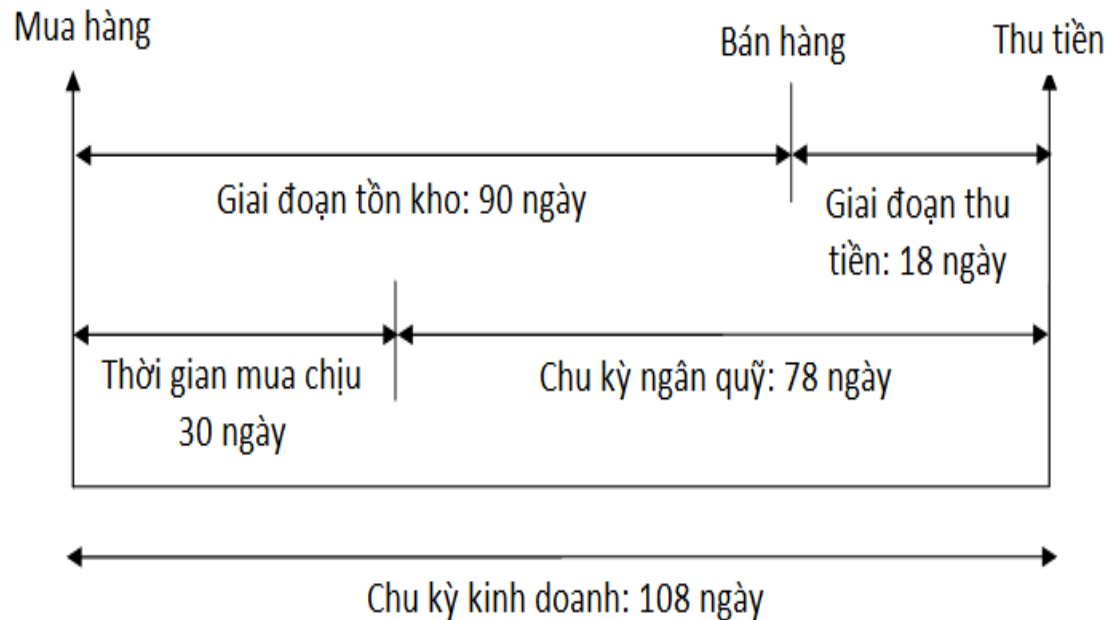 Mua hàng
Bán hàng
Thu tiền
Giai đoạn tồn kho: 90 ngày
Giai đoạn thu
tiền: 18 ngày
Thời gian mua chịu
30 ngày
Chu kỳ ngân quỹ: 78 ngày
Chu kỳ kinh doanh: 108 ngày